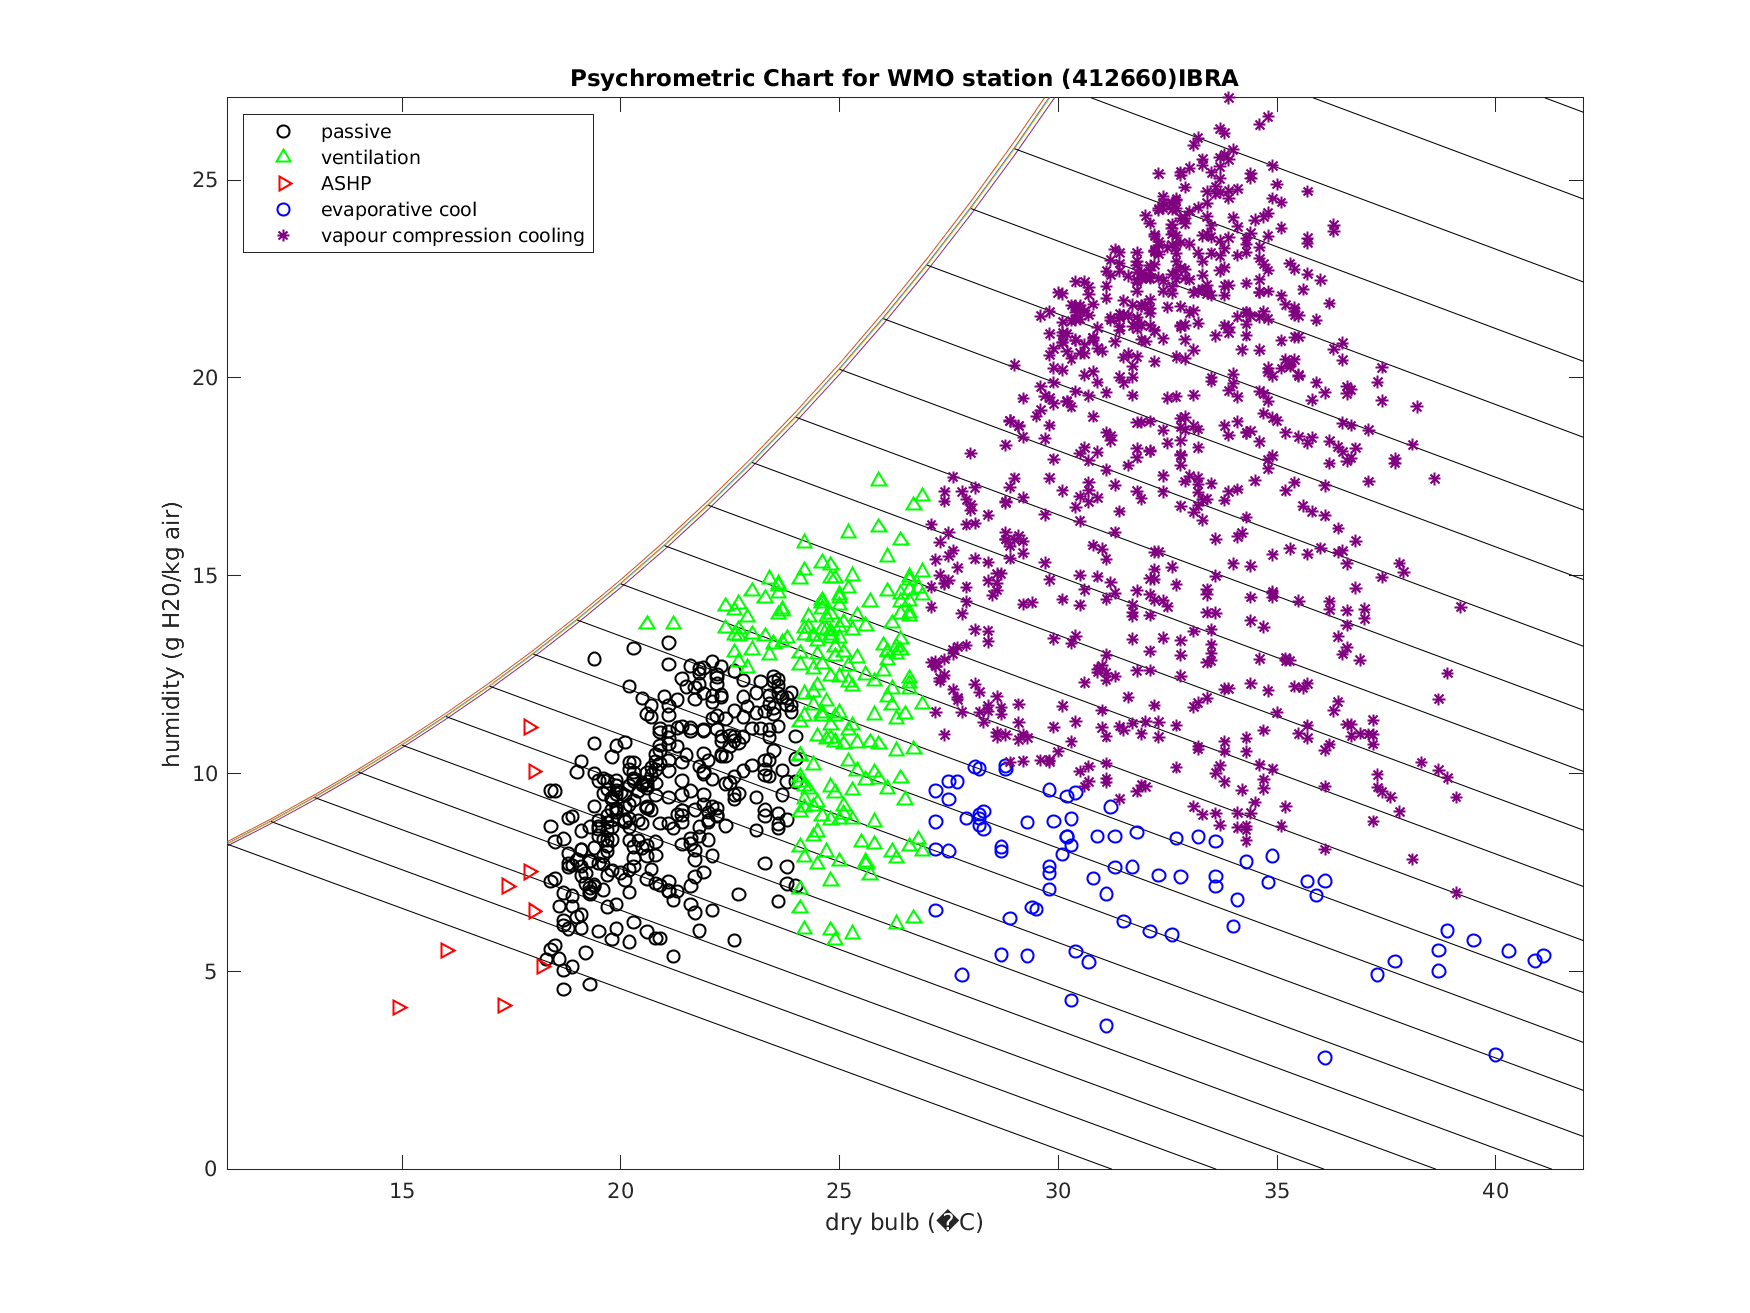 Psychrometric Chart for WMO station (412660)IBRA
passive
ventilation
ASHP
evaporative cool
vapour compression cooling
humidity (g H20/kg air)
25
20
15
10
5
0
15
20
25
30
35
40
dry bulb (�C)